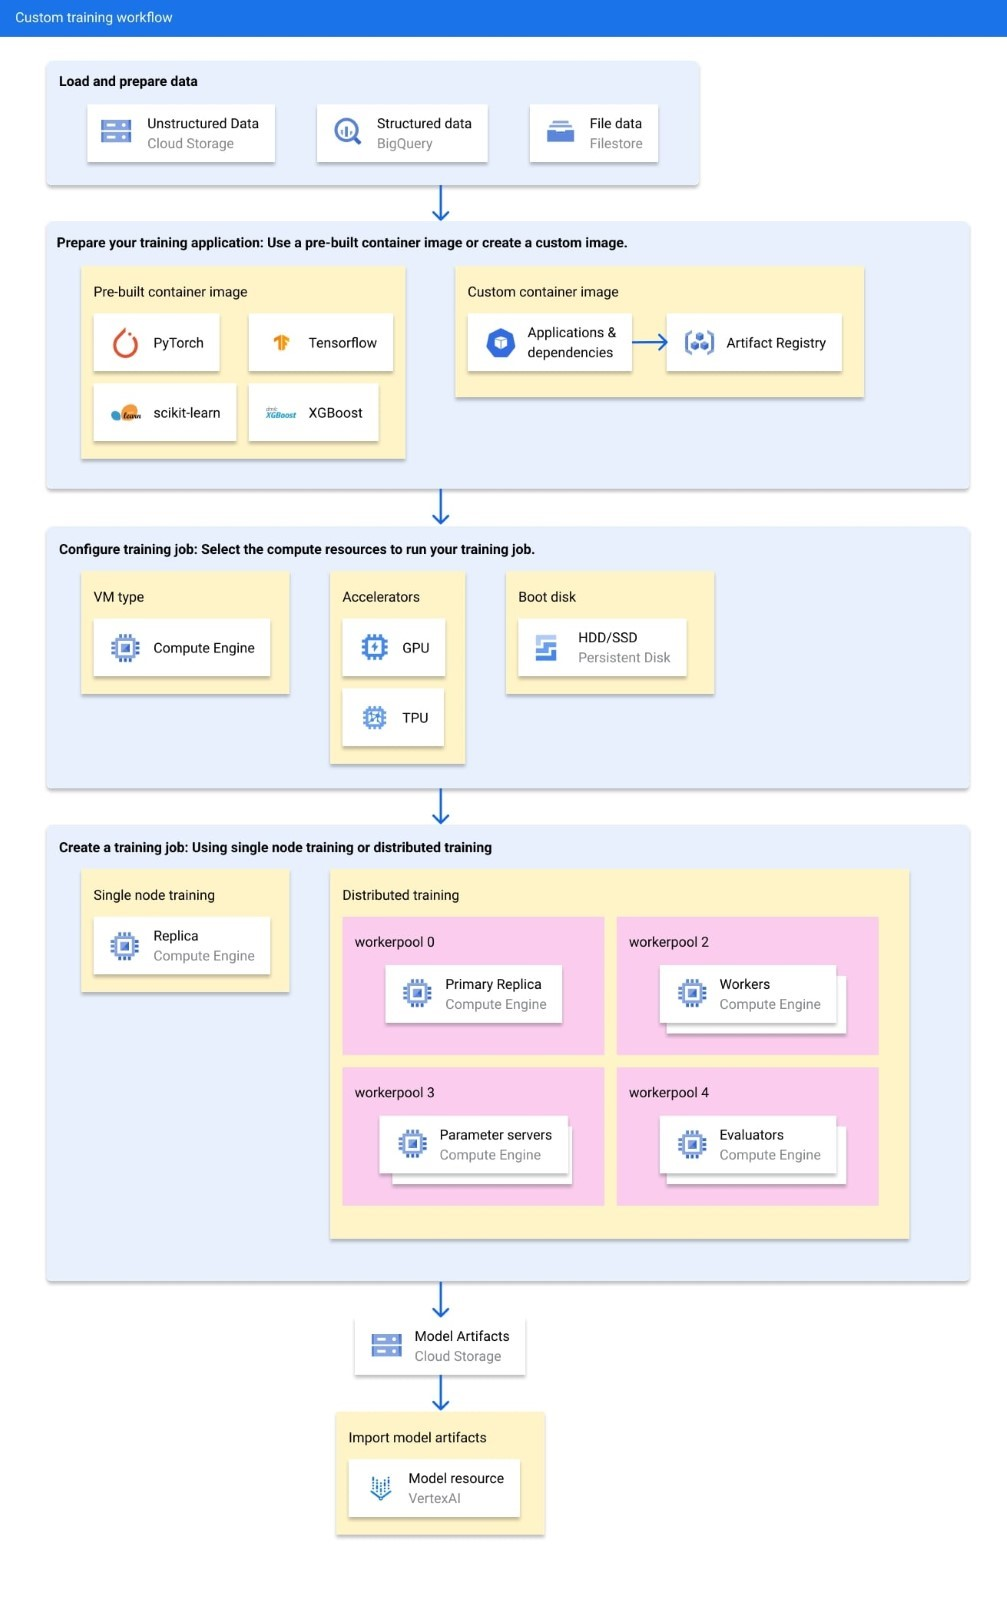 Custom training workflow
Load and prepare data
Unstructured Data
Cloud Storage
Structured data
BigQuery
File data
Filestore
Prepare your training application: Use a pre-built container image or create a custom image.
Pre-built container image
PyTorch
Tensorflow
learn
scikit-learn
dmlc
XGBoost
XGBoost
Custom container image
Applications &
dependencies
Artifact Registry
Configure training job: Select the compute resources to run your training job.
VM type
Compute Engine
Accelerators
GPU
TPU
Boot disk
HDD/SSD
Persistent Disk
Create a training job: Using single node training or distributed training
Single node training
Replica
Compute Engine
Distributed training
workerpool 0
Primary Replica
Compute Engine
workerpool 2
Workers
Compute Engine
workerpool 3
Parameter servers
Compute Engine
workerpool 4
Evaluators
Compute Engine
Model Artifacts
Cloud Storage
Import model artifacts
Model resource
VertexAI